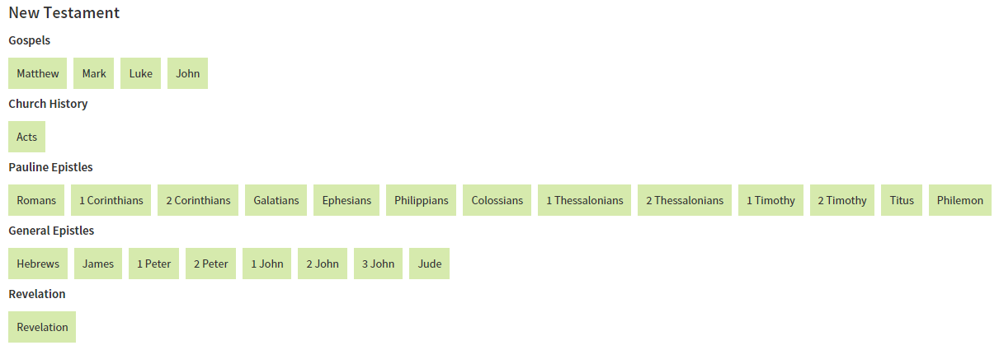 New Testament
Gospels
Matthew Mark Luke John
Church History
Acts
Pauline Epistles
Romans 1 Corinthians 2 Corinthians Galatians Ephesians Philippians Colossians 1 Thessalonians 2 Thessalonians 1 Timothy 2 Timothy Titus Philemon
General Epistles
Hebrews James 1 Peter 2 Peter 1 John 2 John 3 John Jude
Revelation
Revelation